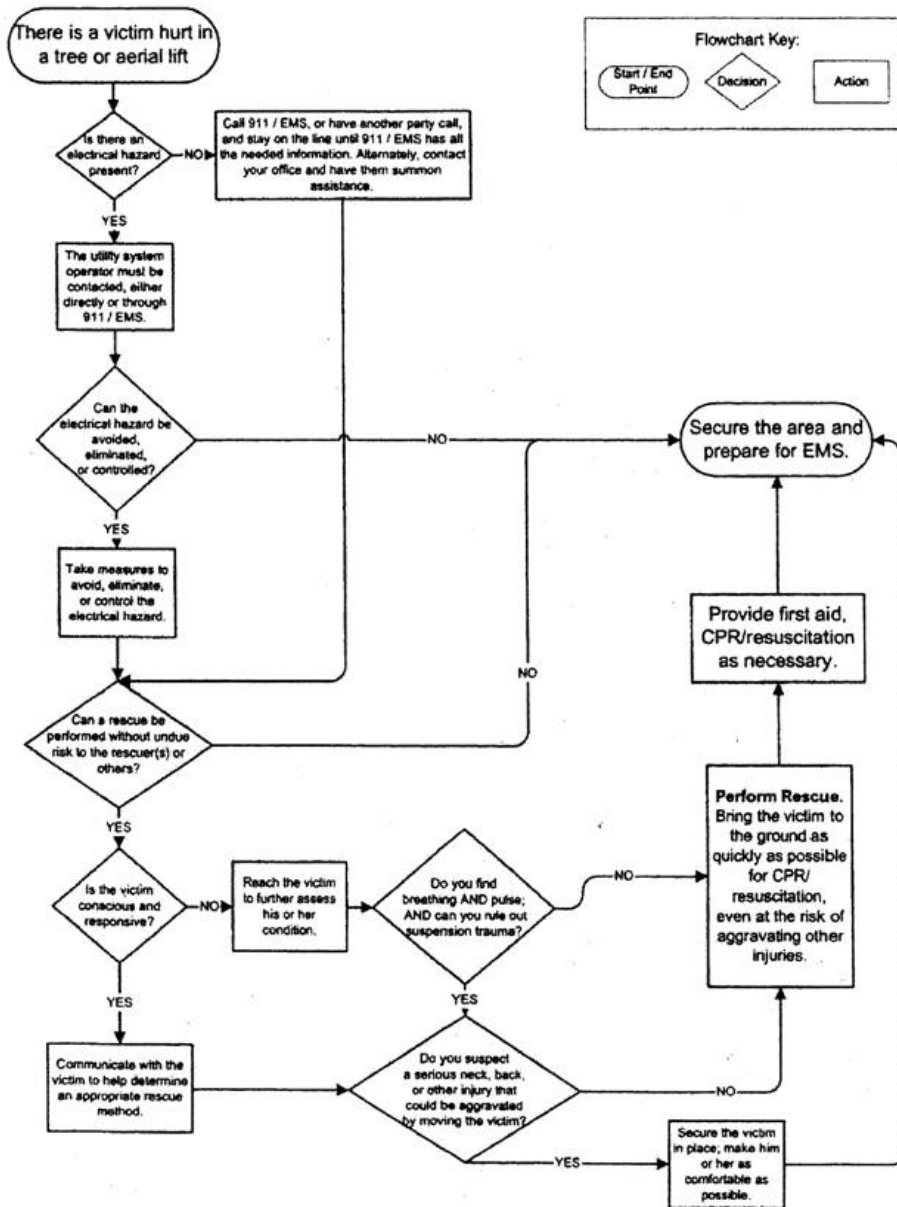 There is a victim hurt in
a tree or aerial lift
Flowchart Key:
Start / End
Point
Decision
Action
Is there an
electrical hazard
present?
NO
Call 911 / EMS, or have another party call,
and stay on the line until 911 / EMS has all
the needed information. Alternately, contact
your office and have them summon
assistance.
YES
The utility system
operator must be
contacted, either
directly or through
911 / EMS.
Can the
electrical hazard be
avoided,
eliminated,
or controlled?
NO
Secure the area and
prepare for EMS.
YES
Take measures to
avoid, eliminate,
or control the
electrical hazard.
Provide first aid,
CPR/resuscitation
as necessary.
NO
Can a rescue be
performed without undue
risk to the rescuer(s) or
others?
YES
Perform Rescue.
Bring the victim to
the ground as
quickly as possible
for CPR/
resuscitation,
even at the risk of
aggravating other
injuries.
Is the victim
conscious and
responsive?
NO
Reach the victim
to further assess
his or her
condition.
Do you find
breathing AND pulse;
AND can you rule out
suspension trauma?
NO
YES
YES
Communicate with the
victim to help determine
an appropriate rescue
method.
Do you suspect
a serious neck, back,
or other injury that
could be aggravated
by moving the victim?
NO
YES
Secure the victim
in place; make him
or her as
comfortable as
possible.